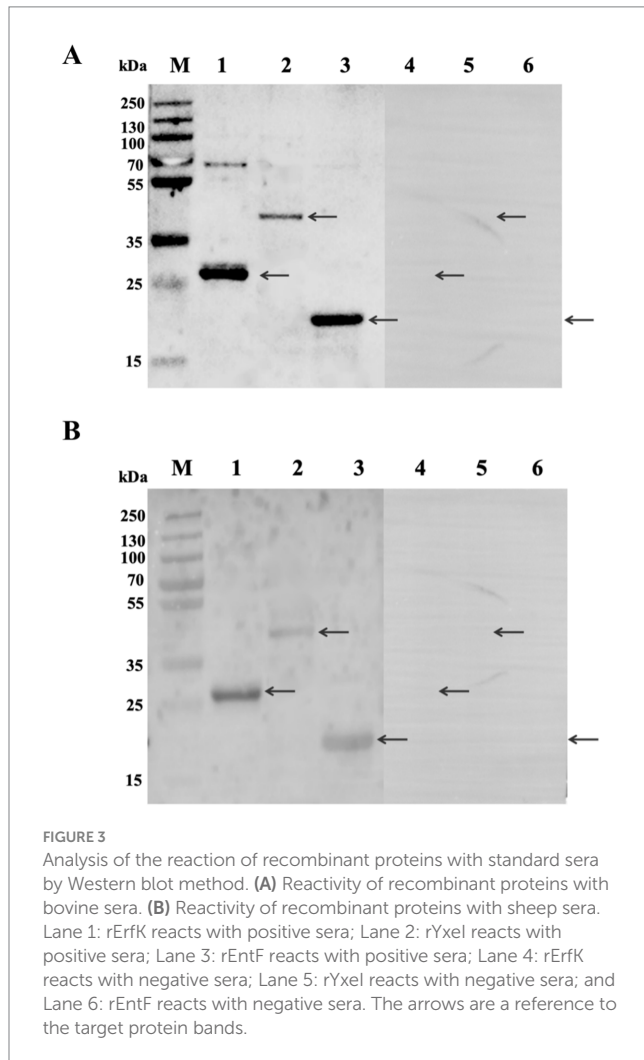 A
kDa M 1 2 3 4 5 6
250
130
100
70
55
35
25
15
B
kDa M 1 2 3 4 5 6
250
130
100
70
55
35
25
15
FIGURE 3
Analysis of the reaction of recombinant proteins with standard sera
by Western blot method. (A) Reactivity of recombinant proteins with
bovine sera. (B) Reactivity of recombinant proteins with sheep sera.
Lane 1: rErfK reacts with positive sera; Lane 2: rYxeI reacts with
positive sera; Lane 3: rEntF reacts with positive sera; Lane 4: rErfK
reacts with negative sera; Lane 5: rYxeI reacts with negative sera; and
Lane 6: rEntF reacts with negative sera. The arrows are a reference to
the target protein bands.